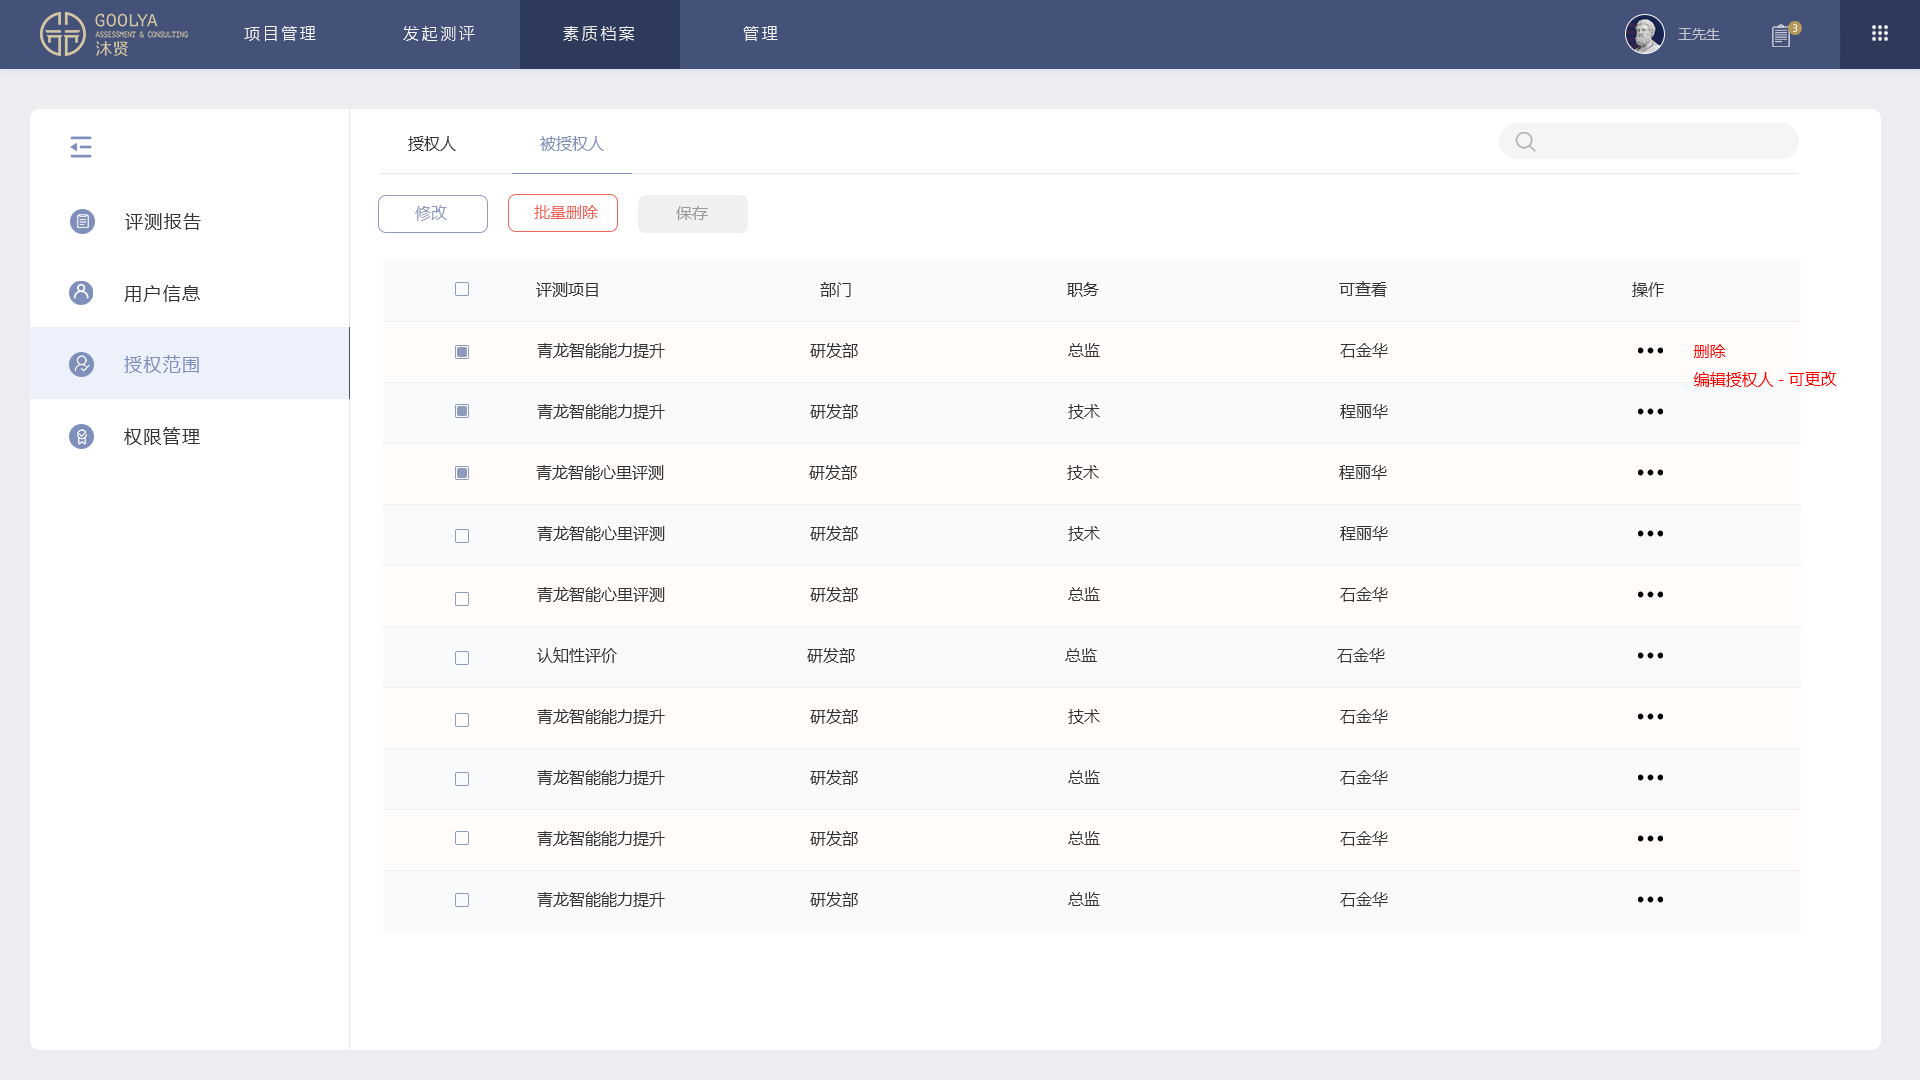 GOOLYA
ASSESSMENT & CONSULTING
沐贤
项目管理 发起测评 素质档案 管理 王先生 3
授权人 被授权人
修改 批量删除 保存
评测报告
用户信息
授权范围
权限管理
评测项目 部门 职务 可查看 操作
青龙智能能力提升 研发部 总监 石金华 删除
编辑授权人 - 可更改
青龙智能能力提升 研发部 技术 程丽华
青龙智能心里评测 研发部 技术 程丽华
青龙智能心里评测 研发部 技术 程丽华
青龙智能心里评测 研发部 总监 石金华
认知性评价 研发部 总监 石金华
青龙智能能力提升 研发部 技术 石金华
青龙智能能力提升 研发部 总监 石金华
青龙智能能力提升 研发部 总监 石金华
青龙智能能力提升 研发部 总监 石金华